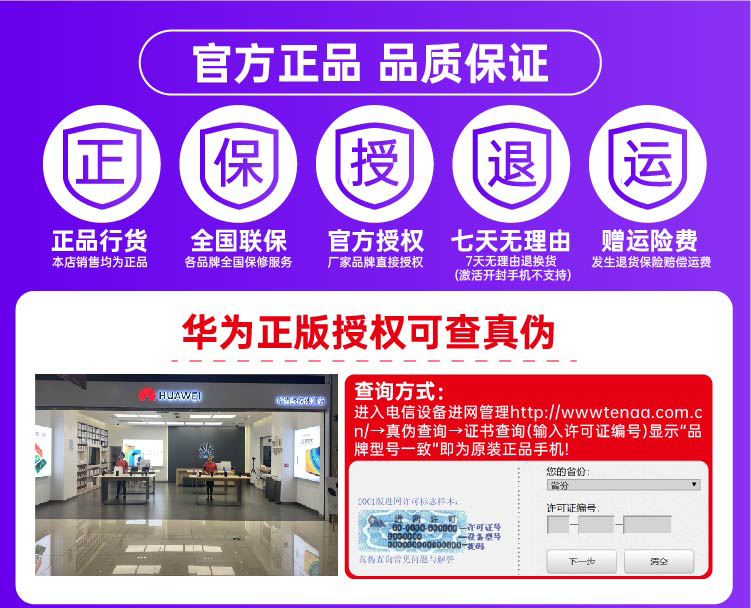 官方正品 品质保证
正 保 授 退 运
正品行货 全国联保 官方授权 七天无理由 赠运险费
本店销售均为正品 各品牌全国保修服务 厂家品牌直接授权 7天无理由退换货 发生退货保险赔偿运费
(激活开封手机不支持)
华为正版授权可查真伪
HUAWEI
查询方式：
进入电信设备进网管理http://wwwtenaa.com.c
n/→真伪查询→证书查询(输入许可证编号)显示“品
牌型号一致”即为原装正品手机!
您的省份：
省份
2001版进网许可标志样本：
许可证编号：
进网许可
00-0000-000000—许可证号
0000000—设备型号
000000000000000—扰码
真伪查询常见问题与解答
下一步 清空